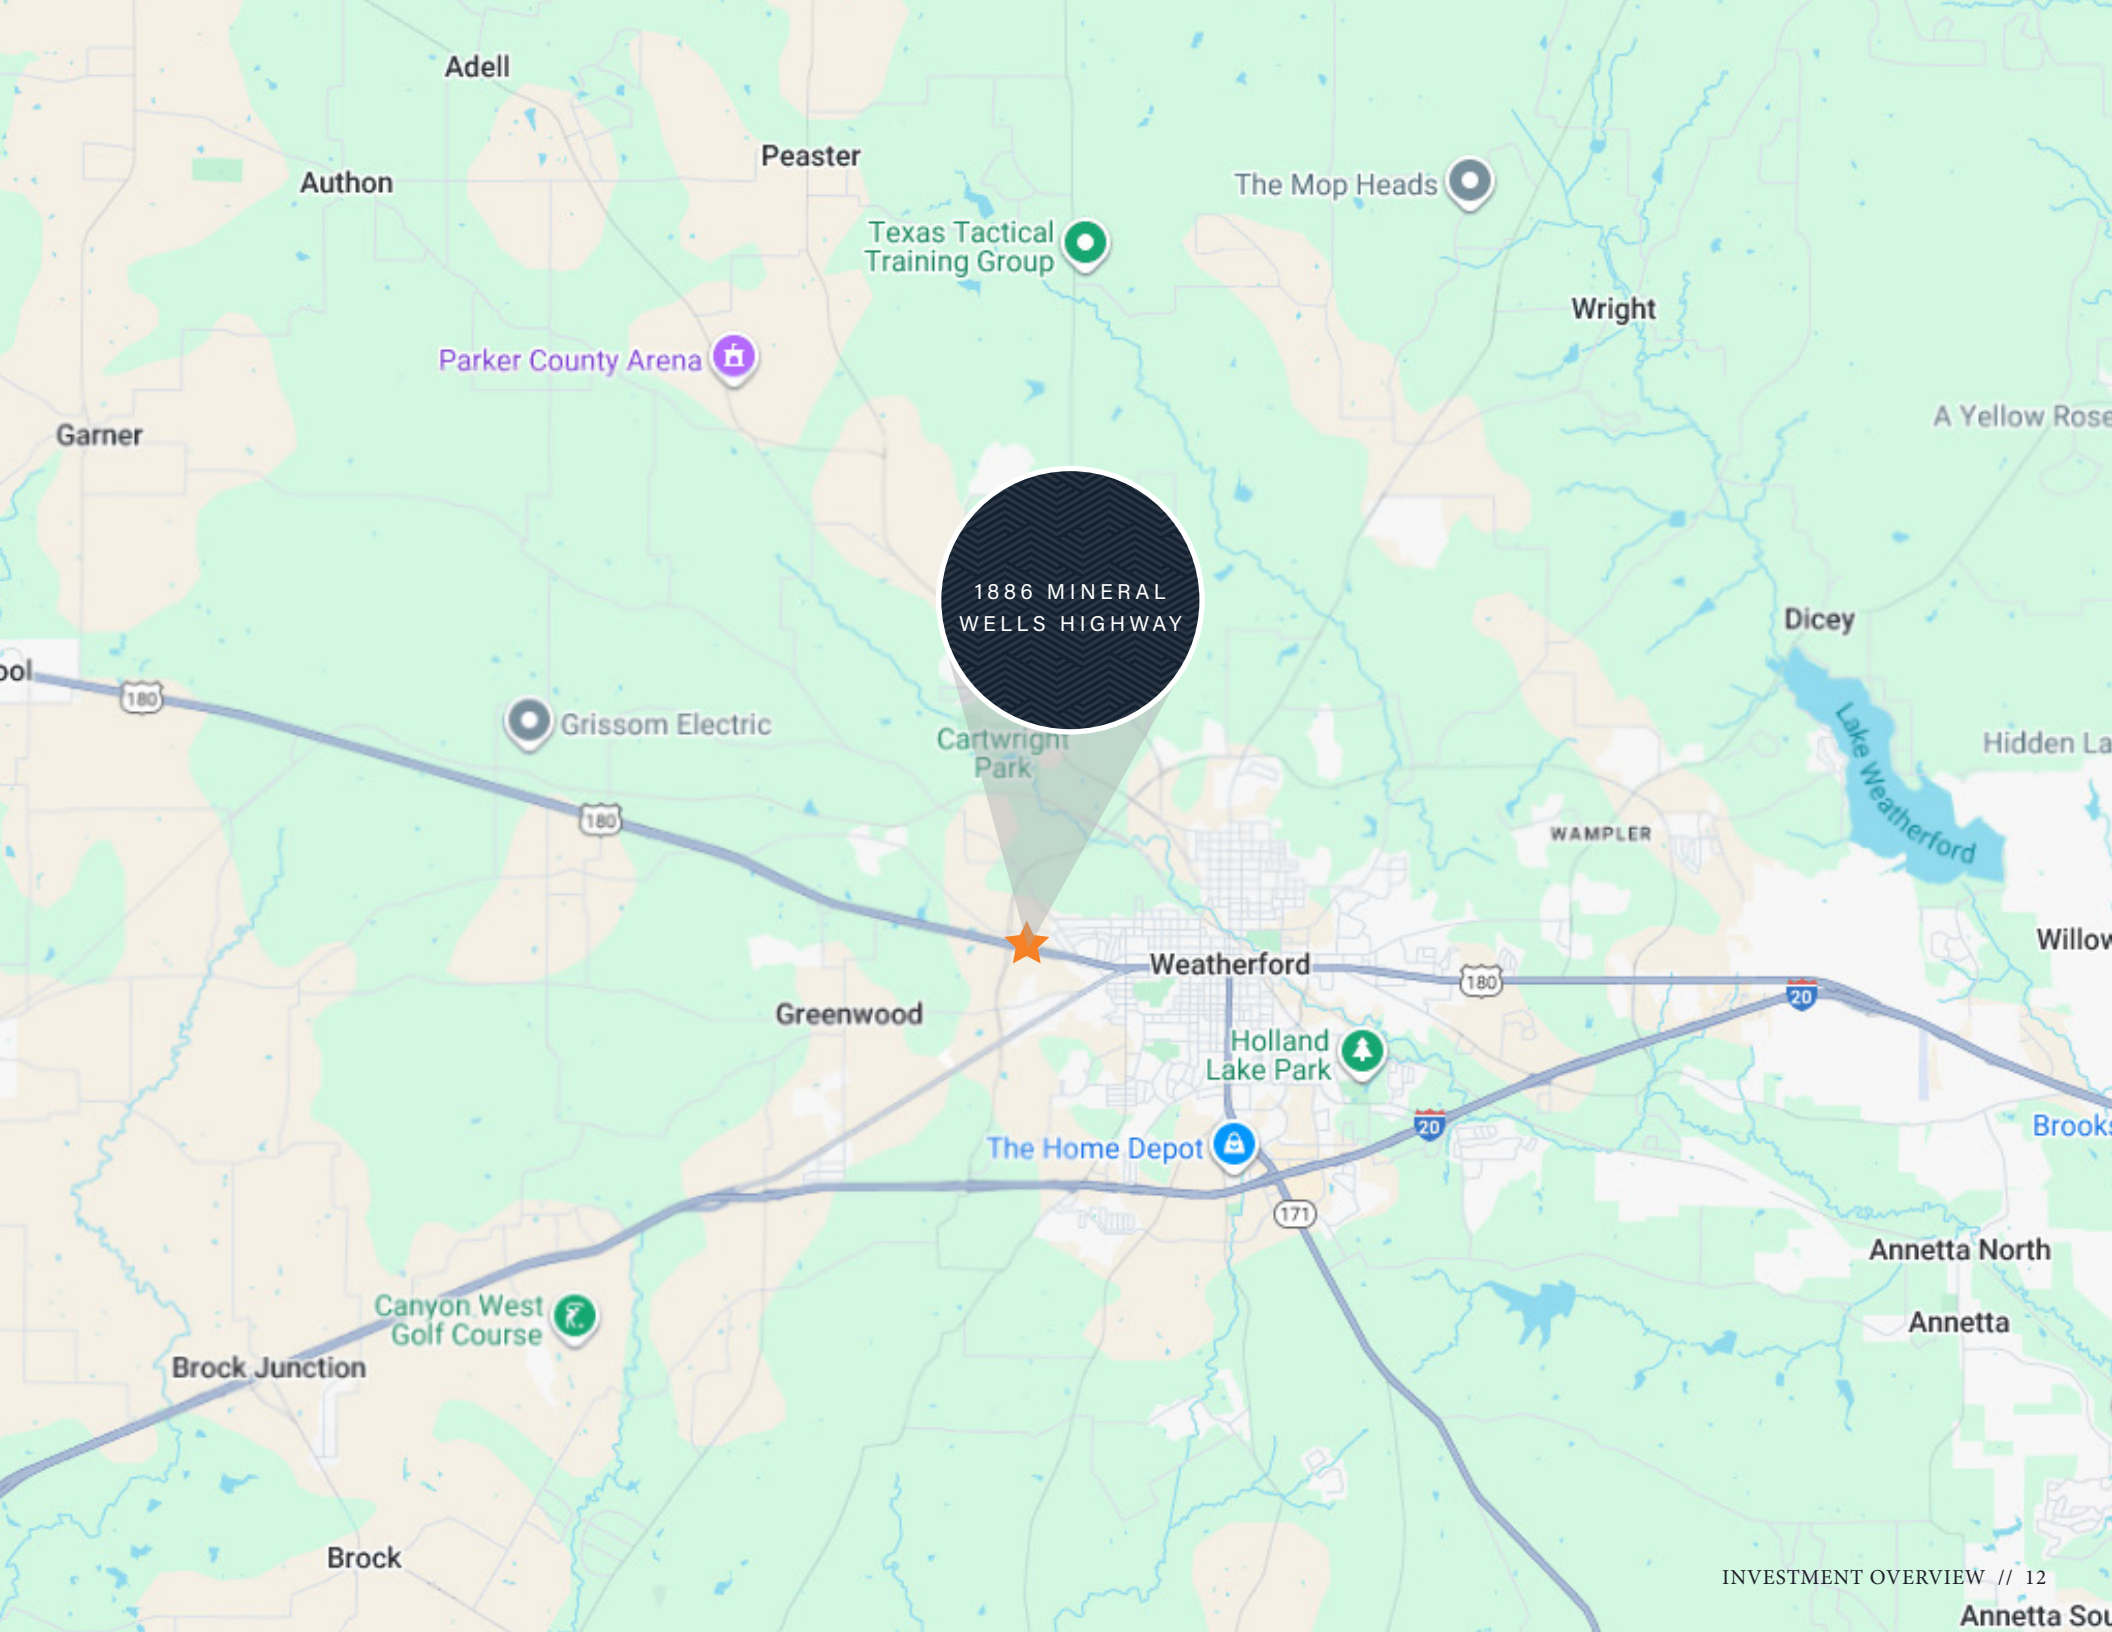 Adell
Peaster
Authon
The Mop Heads
Texas Tactical
Training Group
Wright
Parker County Arena
A Yellow Rose
Garner
1886 MINERAL
WELLS HIGHWAY
Dicey
ool
180
Grissom Electric
Cartwright
Park
Lake Weatherford
Hidden La
180
WAMPLER
Willow
Weatherford
180
20
Greenwood
Holland
Lake Park
20
Brooks
The Home Depot
171
Annetta North
Canyon West
Golf Course
Annetta
Brock Junction
Brock
INVESTMENT OVERVIEW // 12
Annetta Sou